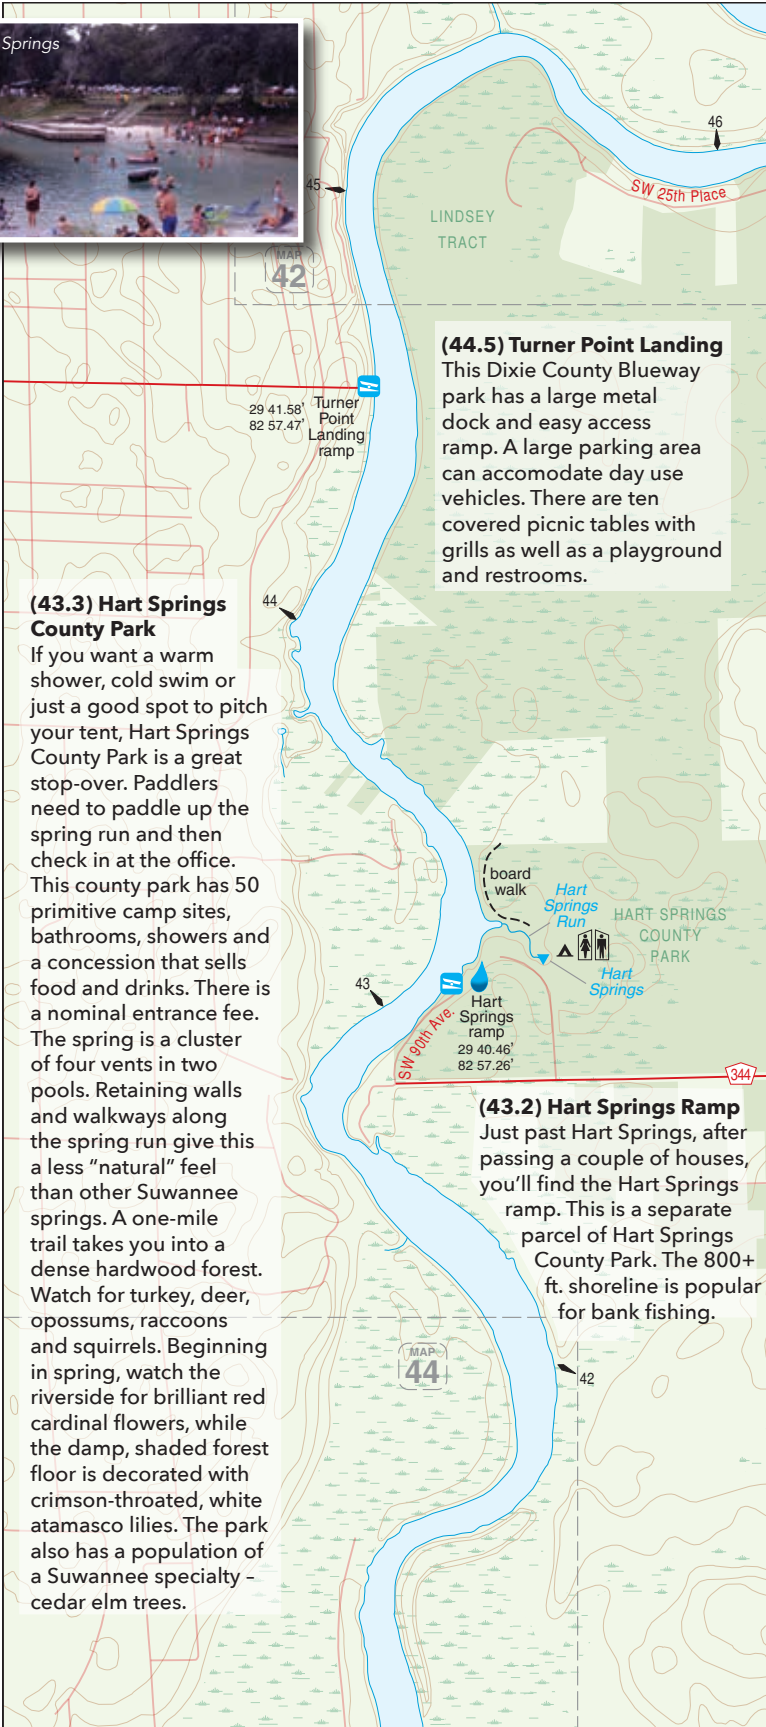 Springs
46
SW 25th Place
45
LINDSEY
TRACT
MAP
42
(44.5) Turner Point Landing
This Dixie County Blueway
park has a large metal
dock and easy access
ramp. A large parking area
can accomodate day use
vehicles. There are ten
covered picnic tables with
grills as well as a playground
and restrooms.
29 41.58'
82 57.47'
Turner
Point
Landing
ramp
44
(43.3) Hart Springs
County Park
If you want a warm
shower, cold swim or
just a good spot to pitch
your tent, Hart Springs
County Park is a great
stop-over. Paddlers
need to paddle up the
spring run and then
check in at the office.
This county park has 50
primitive camp sites,
bathrooms, showers and
a concession that sells
food and drinks. There is
a nominal entrance fee.
The spring is a cluster
of four vents in two
pools. Retaining walls
and walkways along
the spring run give this
a less “natural” feel
than other Suwannee
springs. A one-mile
trail takes you into a
dense hardwood forest.
Watch for turkey, deer,
opossums, raccoons
and squirrels. Beginning
in spring, watch the
riverside for brilliant red
cardinal flowers, while
the damp, shaded forest
floor is decorated with
crimson-throated, white
atamasco lilies. The park
also has a population of
a Suwannee specialty –
cedar elm trees.
board
walk
Hart
Springs
Run
HART SPRINGS
COUNTY
PARK
Hart
Springs
43
Hart
Springs
ramp
29 40.46'
82 57.26'
SW 90th Ave.
344
(43.2) Hart Springs Ramp
Just past Hart Springs, after
passing a couple of houses,
you’ll find the Hart Springs
ramp. This is a separate
parcel of Hart Springs
County Park. The 800+
ft. shoreline is popular
for bank fishing.
MAP
44
42